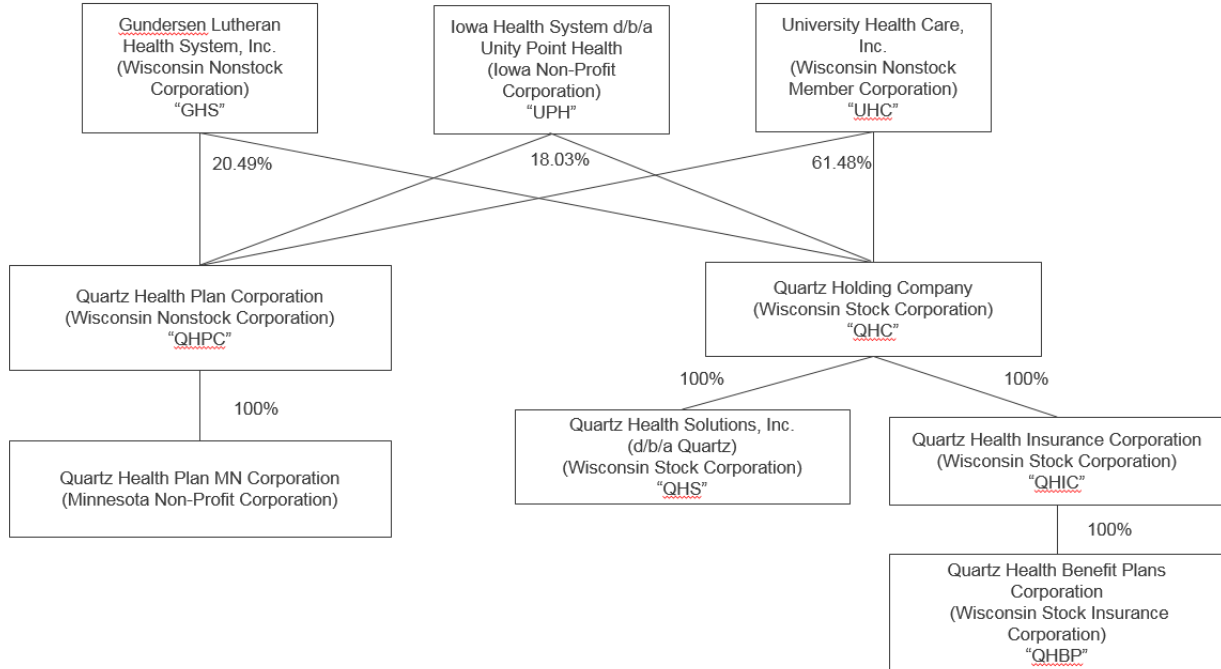 Gundersen Lutheran
Health System, Inc.
(Wisconsin Nonstock
Corporation)
“GHS”
Iowa Health System d/b/a
Unity Point Health
(Iowa Non-Profit
Corporation)
“UPH”
University Health Care,
Inc.
(Wisconsin Nonstock
Member Corporation)
“UHC”
20.49%
18.03%
61.48%
Quartz Health Plan Corporation
(Wisconsin Nonstock Corporation)
“QHPC”
Quartz Holding Company
(Wisconsin Stock Corporation)
“QHC”
100%
100%
100%
Quartz Health Plan MN Corporation
(Minnesota Non-Profit Corporation)
Quartz Health Solutions, Inc.
(d/b/a Quartz)
(Wisconsin Stock Corporation)
“QHS”
Quartz Health Insurance Corporation
(Wisconsin Stock Corporation)
“QHIC”
100%
Quartz Health Benefit Plans
Corporation
(Wisconsin Stock Insurance
Corporation)
“QHBP”